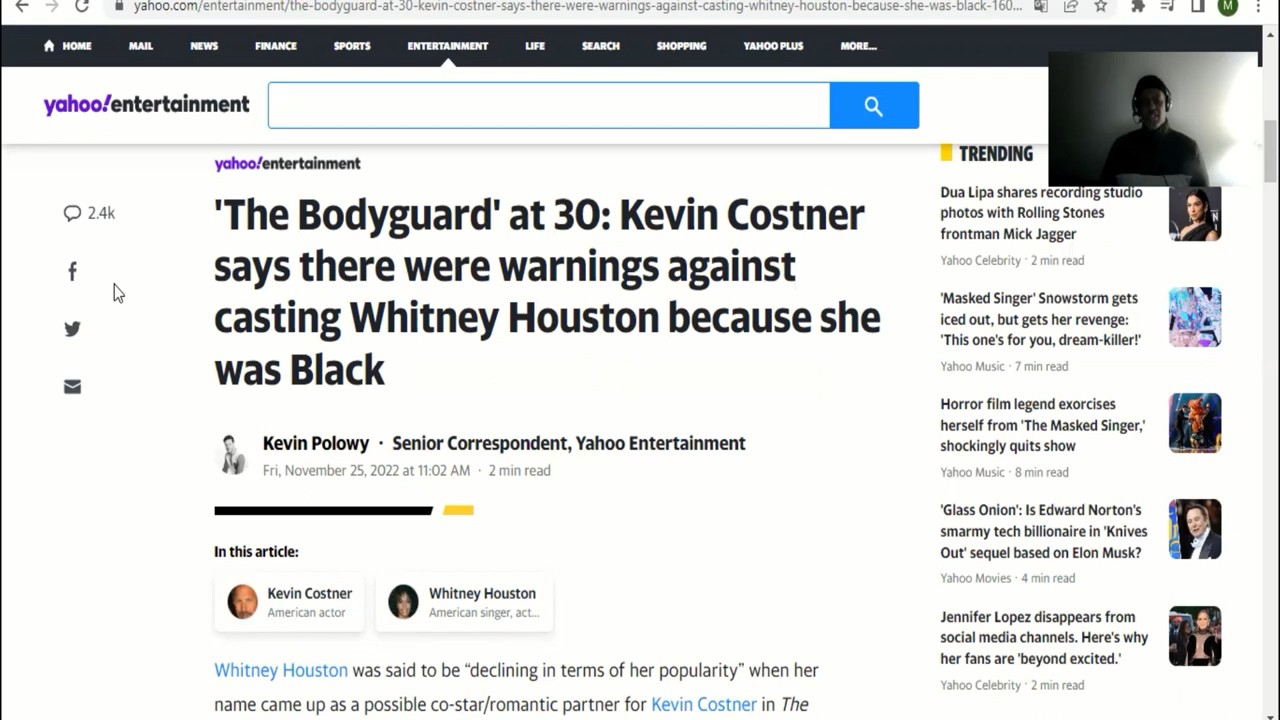 yahoo.com/entertainment/the-bodyguard-at-30-kevin-costner-says-there-were-warnings-against-casting-whitney-houston-because-she-was-black-160...
M
HOME MAIL NEWS FINANCE SPORTS ENTERTAINMENT LIFE SEARCH SHOPPING YAHOO PLUS MORE...
yahoo!entertainment
yahoo!entertainment
2.4k
'The Bodyguard' at 30: Kevin Costner
says there were warnings against
casting Whitney Houston because she
was Black
Kevin Polowy · Senior Correspondent, Yahoo Entertainment
Fri, November 25, 2022 at 11:02 AM · 2 min read
In this article:
Kevin Costner
American actor
Whitney Houston
American singer, act...
Whitney Houston was said to be “declining in terms of her popularity” when her
name came up as a possible co-star/romantic partner for Kevin Costner in The
TRENDING
Dua Lipa shares recording studio
photos with Rolling Stones
frontman Mick Jagger
Yahoo Celebrity · 2 min read
'Masked Singer' Snowstorm gets
iced out, but gets her revenge:
'This one's for you, dream-killer!'
Yahoo Music · 7 min read
Horror film legend exorcises
herself from 'The Masked Singer,'
shockingly quits show
Yahoo Music · 8 min read
'Glass Onion': Is Edward Norton's
smarmy tech billionaire in 'Knives
Out' sequel based on Elon Musk?
Yahoo Movies · 4 min read
Jennifer Lopez disappears from
social media channels. Here's why
her fans are 'beyond excited.'
Yahoo Celebrity · 2 min read